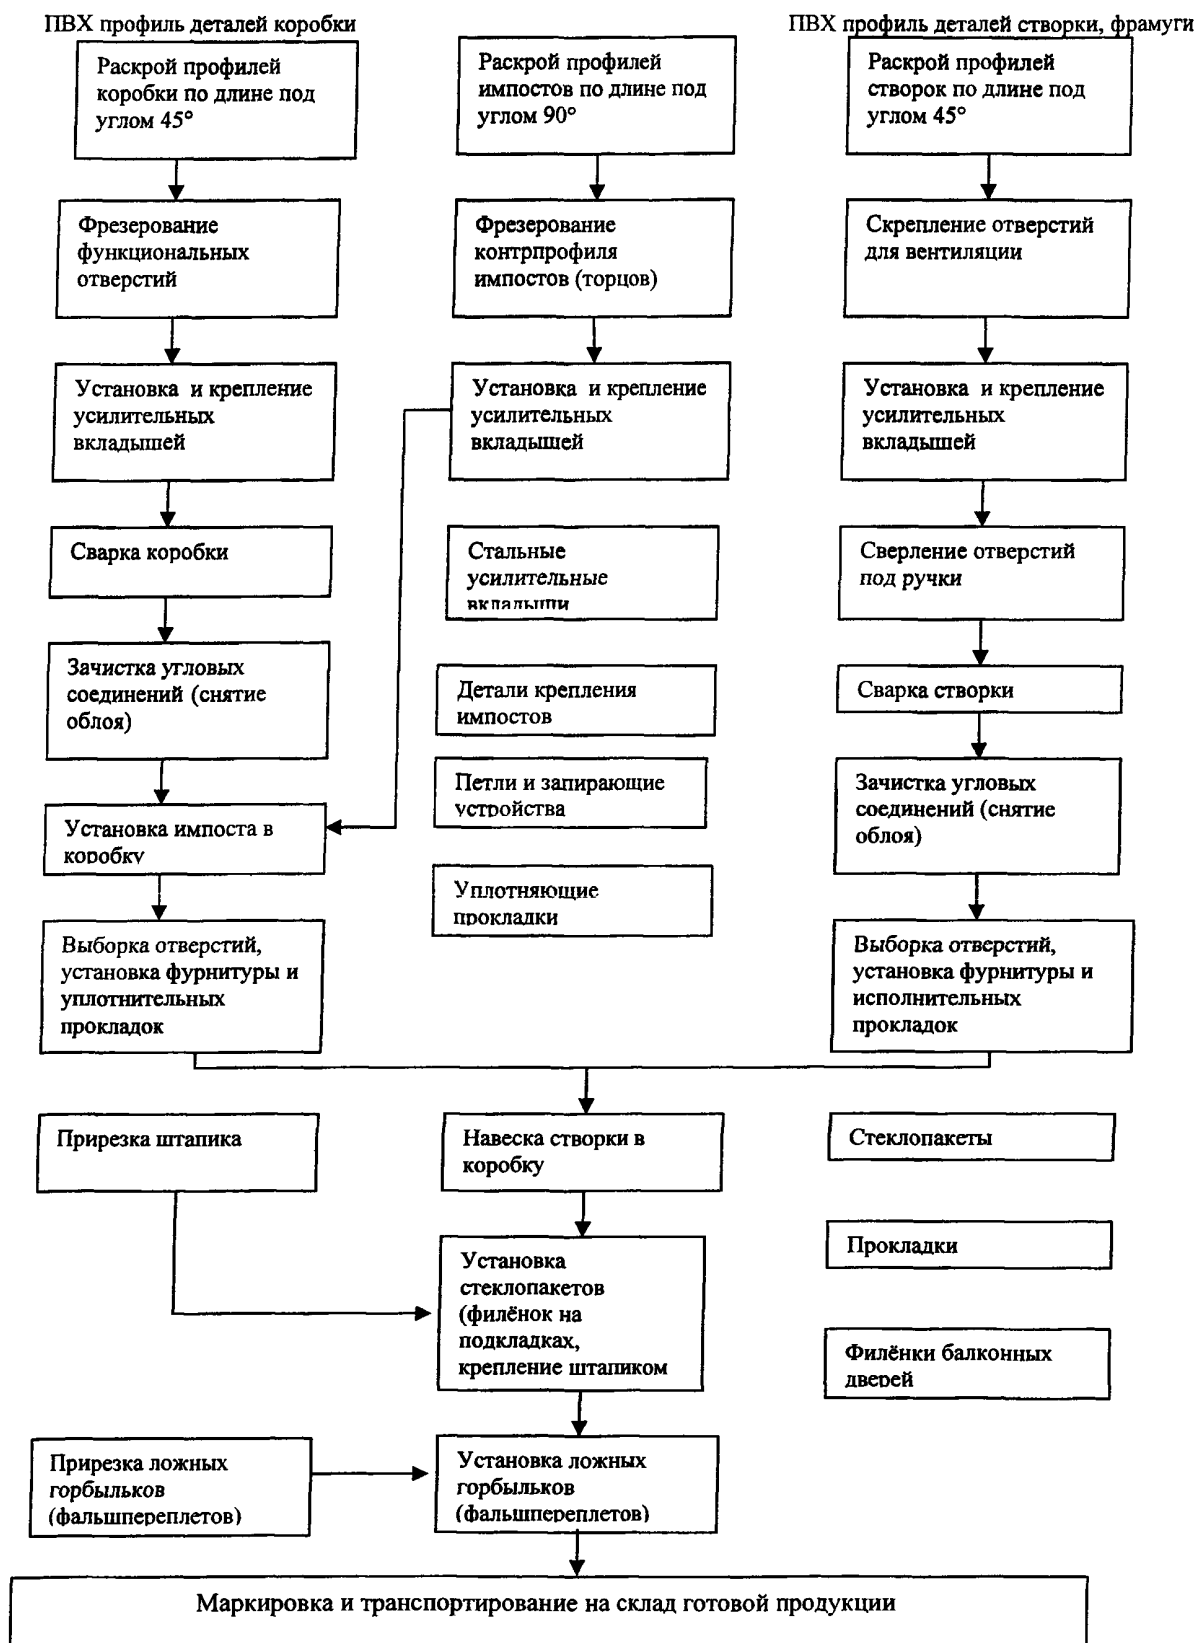 ПВХ профиль деталей коробки
ПВХ профиль деталей створки, фрамуги
Раскрой профилей
коробки по длине под
углом 45°
Раскрой профилей
импостов по длине под
углом 90°
Раскрой профилей
створок по длине под
углом 45°
Фрезерование
функциональных
отверстий
Фрезерование
контрпрофиля
импостов (торцов)
Скрепление отверстий
для вентиляции
Установка и крепление
усилительных
вкладышей
Установка и крепление
усилительных
вкладышей
Установка и крепление
усилительных
вкладышей
Сварка коробки
Стальные
усилительные
вкладыши
Сверление отверстий
под ручки
Зачистка угловых
соединений (снятие
облоя)
Детали крепления
импостов
Сварка створки
Петли и запирающие
устройства
Зачистка угловых
соединений (снятие
облоя)
Установка импоста в
коробку
Уплотняющие
прокладки
Выборка отверстий,
установка фурнитуры и
уплотнительных
прокладок
Выборка отверстий,
установка фурнитуры и
исполнительных
прокладок
Прирезка штапика
Навеска створки в
коробку
Стеклопакеты
Установка
стеклопакетов
(филёнок на
подкладках,
крепление штапиком
Прокладки
Филёнки балконных
дверей
Прирезка ложных
горбыльков
(фальшпереплетов)
Установка ложных
горбыльков
(фальшпереплетов)
Маркировка и транспортирование на склад готовой продукции